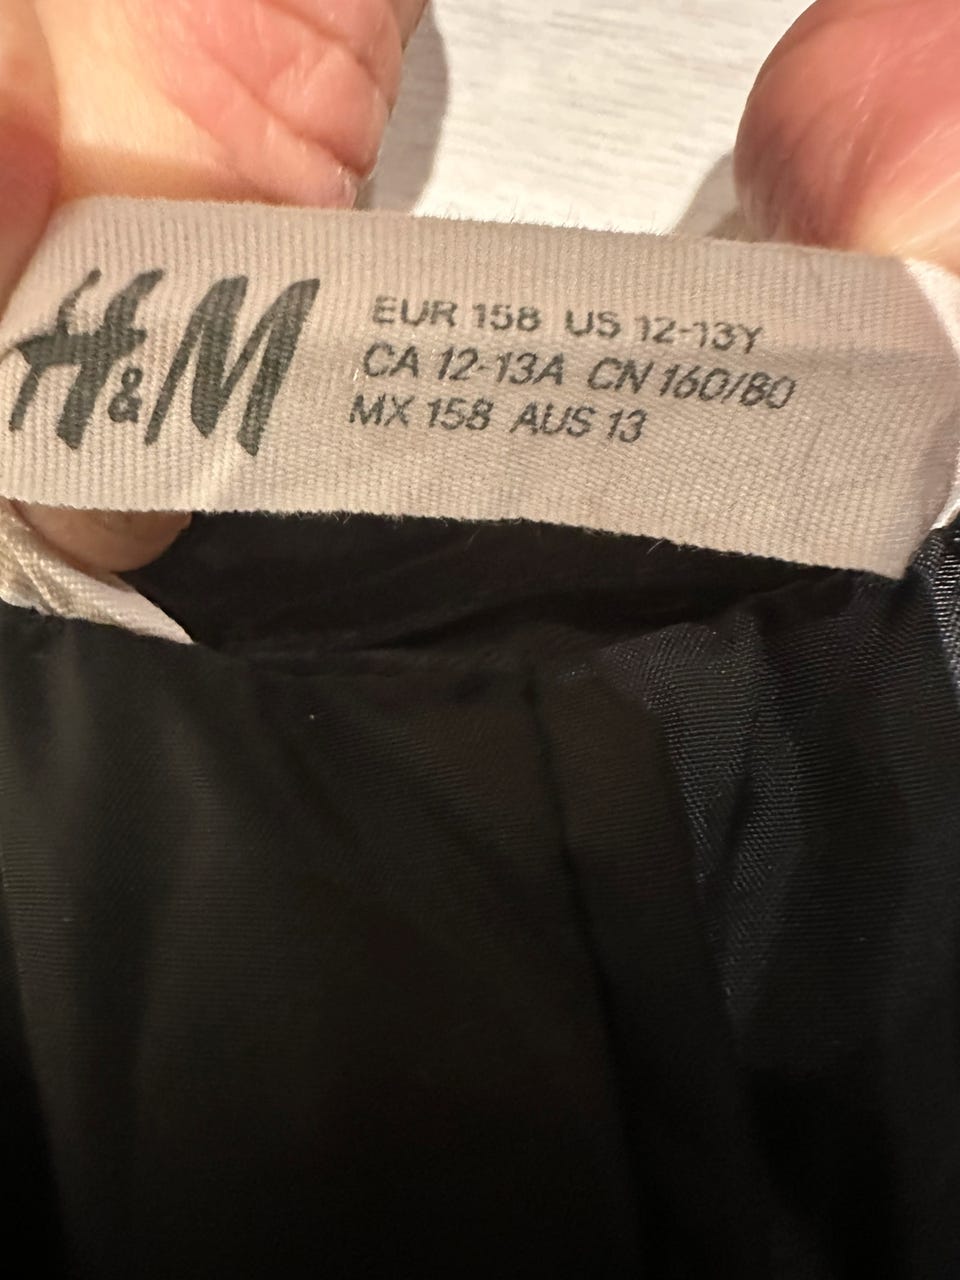 H&M
EUR 158 US 12-13Y
CA 12-13A CN 160/80
MX 158 AUS 13